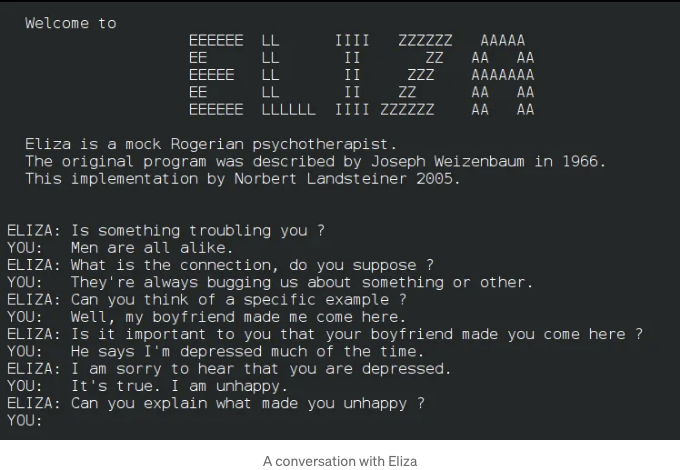 Welcome to
EEEEEE  LL      IIII   ZZZZZZ   AAAAA
EE      LL       II       ZZ   AA   AA
EEEEE   LL       II     ZZZ    AAAAAAA
EE      LL       II    ZZ      AA   AA
EEEEEE  LLLLLL  IIII ZZZZZZ    AA   AA
Eliza is a mock Rogerian psychotherapist.
The original program was described by Joseph Weizenbaum in 1966.
This implementation by Norbert Landsteiner 2005.
ELIZA: Is something troubling you ?
YOU:   Men are all alike.
ELIZA: What is the connection, do you suppose ?
YOU:   They're always bugging us about something or other.
ELIZA: Can you think of a specific example ?
YOU:   Well, my boyfriend made me come here.
ELIZA: Is it important to you that your boyfriend made you come here ?
YOU:   He says I'm depressed much of the time.
ELIZA: I am sorry to hear that you are depressed.
YOU:   It's true. I am unhappy.
ELIZA: Can you explain what made you unhappy ?
YOU:
A conversation with Eliza